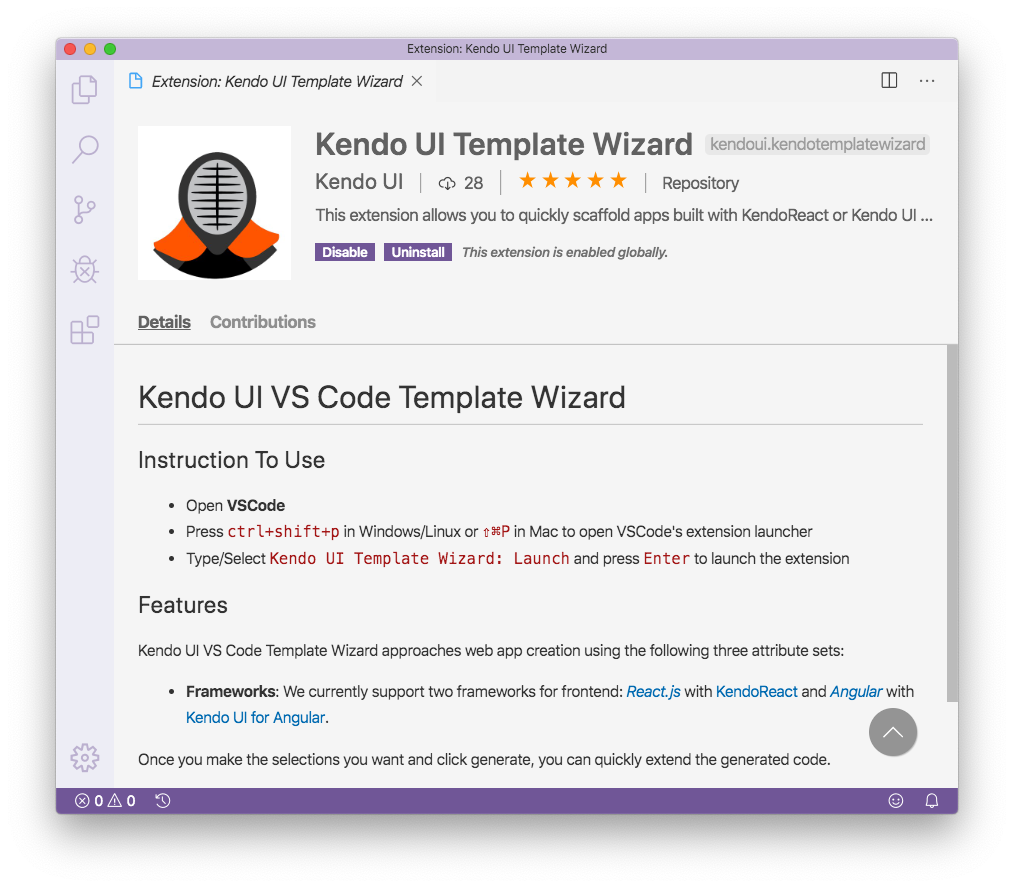 Extension: Kendo UI Template Wizard
Extension: Kendo UI Template Wizard
Kendo UI Template Wizard kendoui.kendotemplatewizard
Kendo UI 28 ★★★★★ Repository
This extension allows you to quickly scaffold apps built with KendoReact or Kendo UI ...
Disable Uninstall This extension is enabled globally.
Details Contributions
Kendo UI VS Code Template Wizard
Instruction To Use
• Open VSCode
• Press ctrl+shift+p in Windows/Linux or ⇧⌘P in Mac to open VSCode's extension launcher
• Type/Select Kendo UI Template Wizard: Launch and press Enter to launch the extension
Features
Kendo UI VS Code Template Wizard approaches web app creation using the following three attribute sets:
• Frameworks: We currently support two frameworks for frontend: React.js with KendoReact and Angular with
Kendo UI for Angular.
Once you make the selections you want and click generate, you can quickly extend the generated code.
0 0